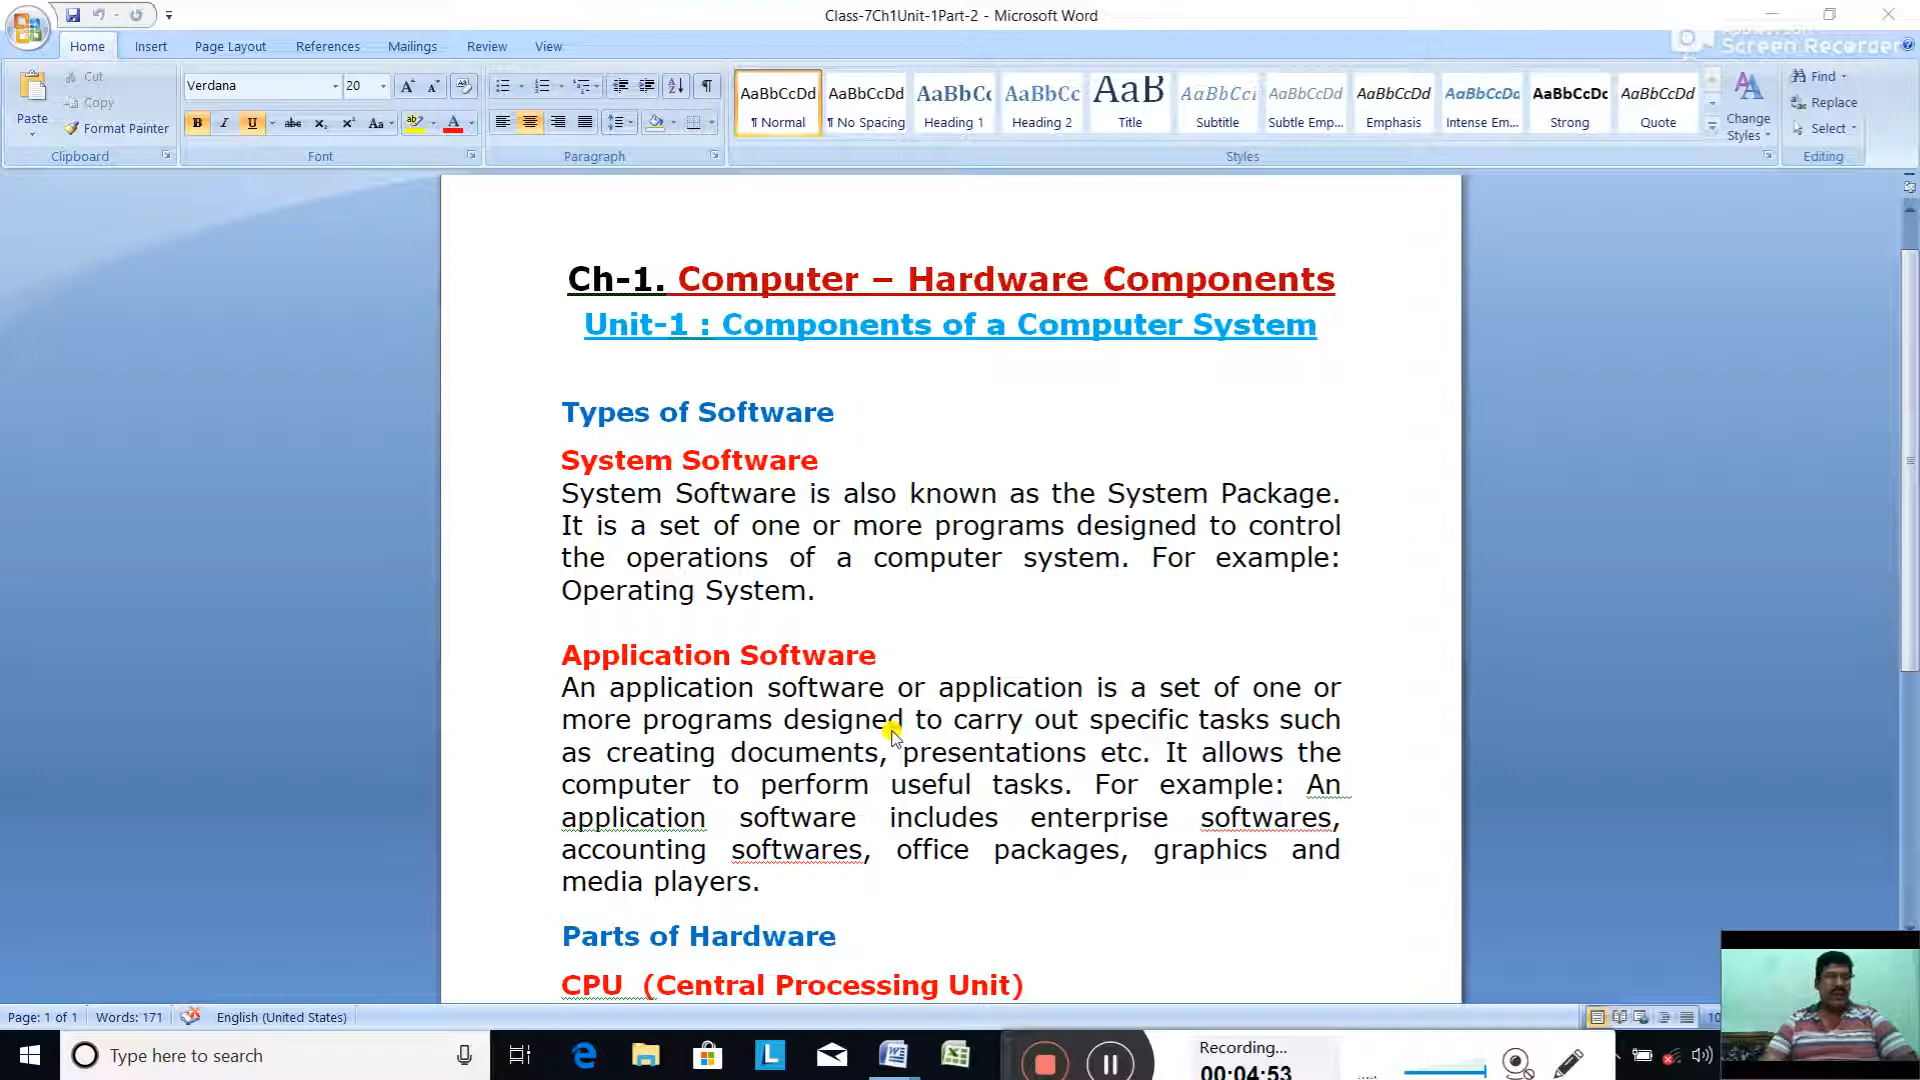 Class-7Ch1Unit-1Part-2 - Microsoft Word
Home Insert Page Layout References Mailings Review View
Screen Recorder
Paste
Cut
Copy
Format Painter
Clipboard
Verdana 20
Font
Paragraph
AaBbCcDd AaBbCcDd AaBbCc AaBbCc AaB AaBbCcI AaBbCcDd AaBbCcDd AaBbCcDd AaBbCcDc AaBbCcDd
¶ Normal ¶ No Spacing Heading 1 Heading 2 Title Subtitle Subtle Emp... Emphasis Intense Em... Strong Quote
Styles
Change
Styles
Find
Replace
Select
Editing
Ch-1. Computer – Hardware Components
Unit-1 : Components of a Computer System
Types of Software
System Software
System Software is also known as the System Package.
It is a set of one or more programs designed to control
the operations of a computer system. For example:
Operating System.
Application Software
An application software or application is a set of one or
more programs designed to carry out specific tasks such
as creating documents, presentations etc. It allows the
computer to perform useful tasks. For example: An
application software includes enterprise softwares,
accounting softwares, office packages, graphics and
media players.
Parts of Hardware
CPU (Central Processing Unit)
Page: 1 of 1 Words: 171 English (United States) 10
Type here to search
Recording...
00:04:53